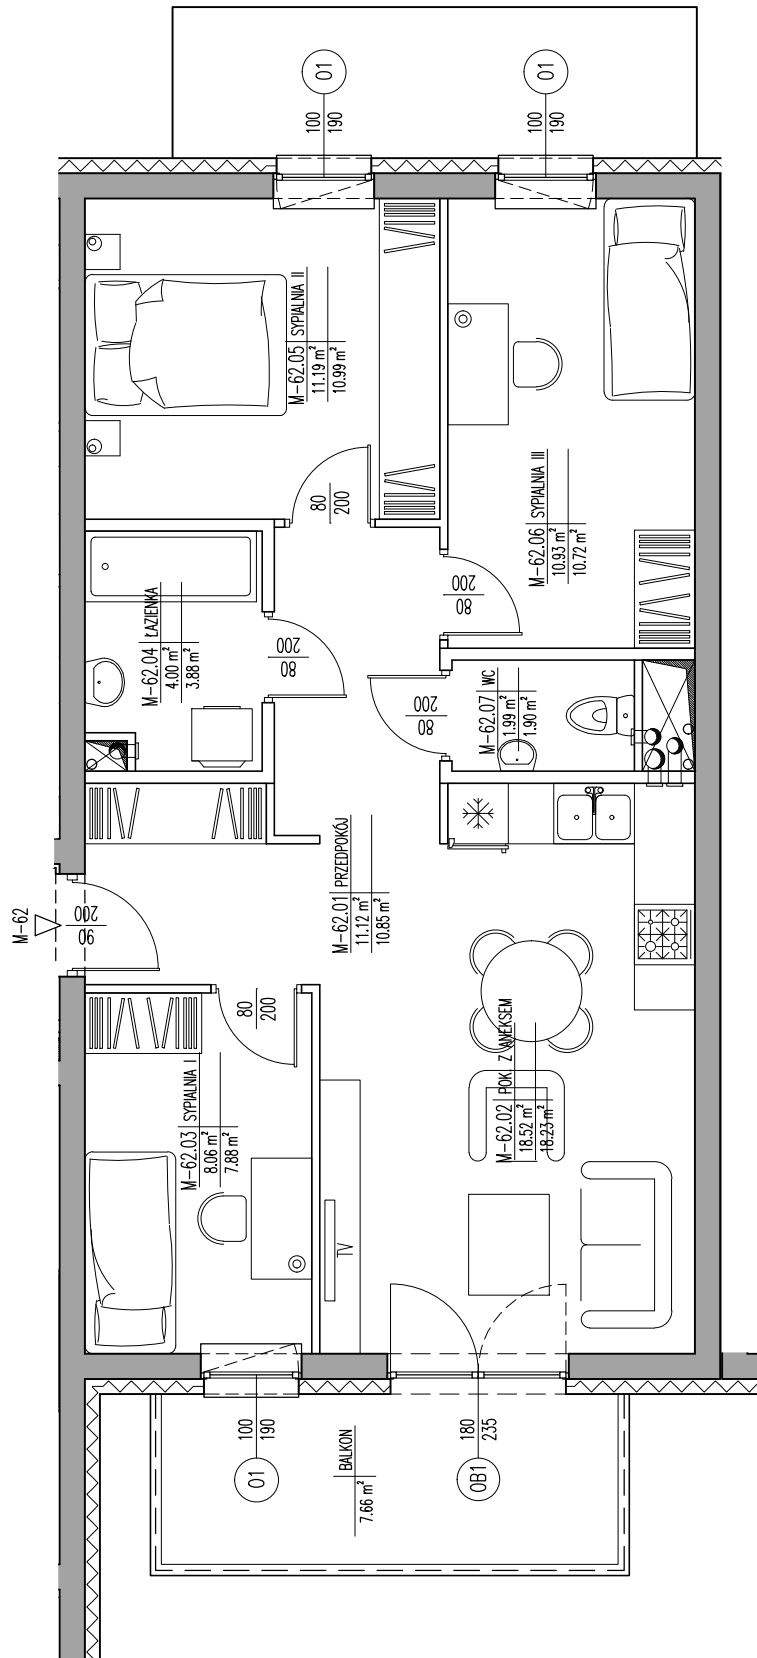 O1
100
190
O1
100
190
M-62.05 SYPIALNIA II
11.19 m²
10.99 m²
80
200
M-62.06 SYPIALNIA III
10.93 m²
10.72 m²
80
200
M-62.04 ŁAZIENKA
4.00 m²
3.88 m²
80
200
M-62.07 WC
1.99 m²
1.90 m²
80
200
M-62
90
200
M-62.01 PRZEDPOKÓJ
11.12 m²
10.85 m²
80
200
M-62.03 SYPIALNIA I
8.06 m²
7.88 m²
M-62.02 POK. Z ANEKSEM
18.52 m²
18.23 m²
TV
O1
100
190
BALKON
7.66 m²
OB1
180
235